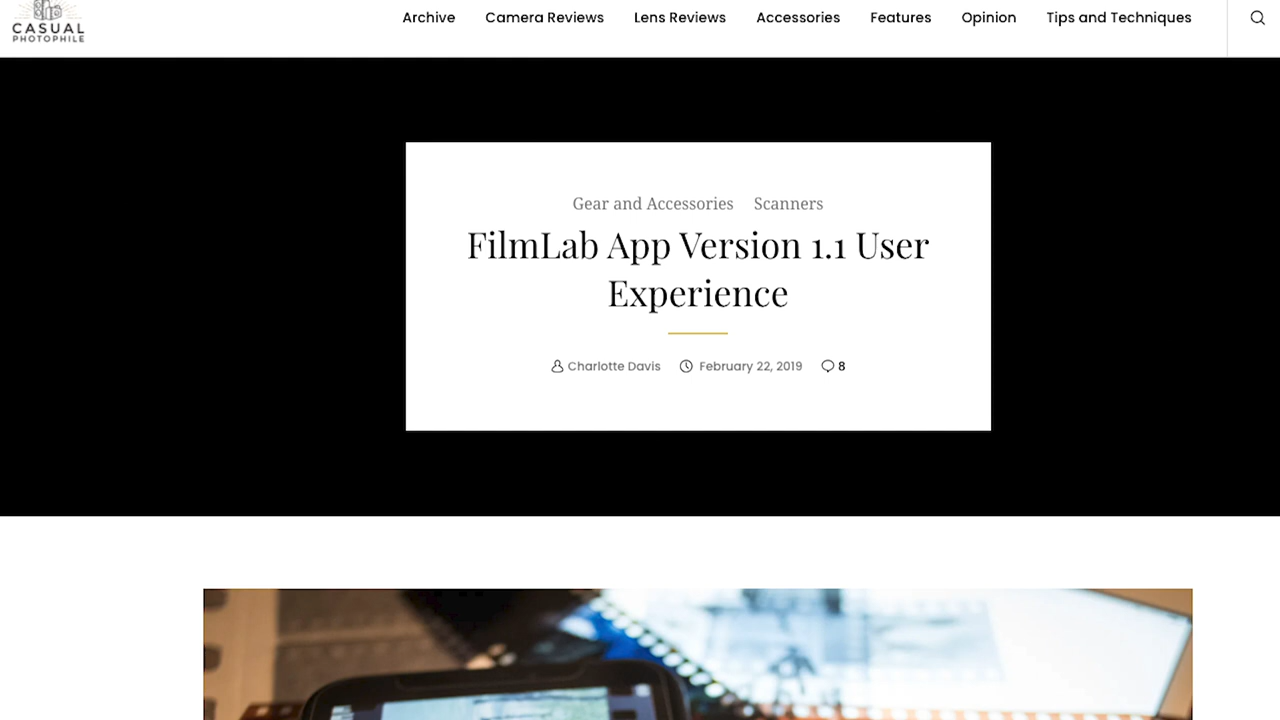 CASUAL
PHOTOPHILE
Archive Camera Reviews Lens Reviews Accessories Features Opinion Tips and Techniques
Gear and Accessories Scanners
FilmLab App Version 1.1 User
Experience
Charlotte Davis February 22, 2019 8